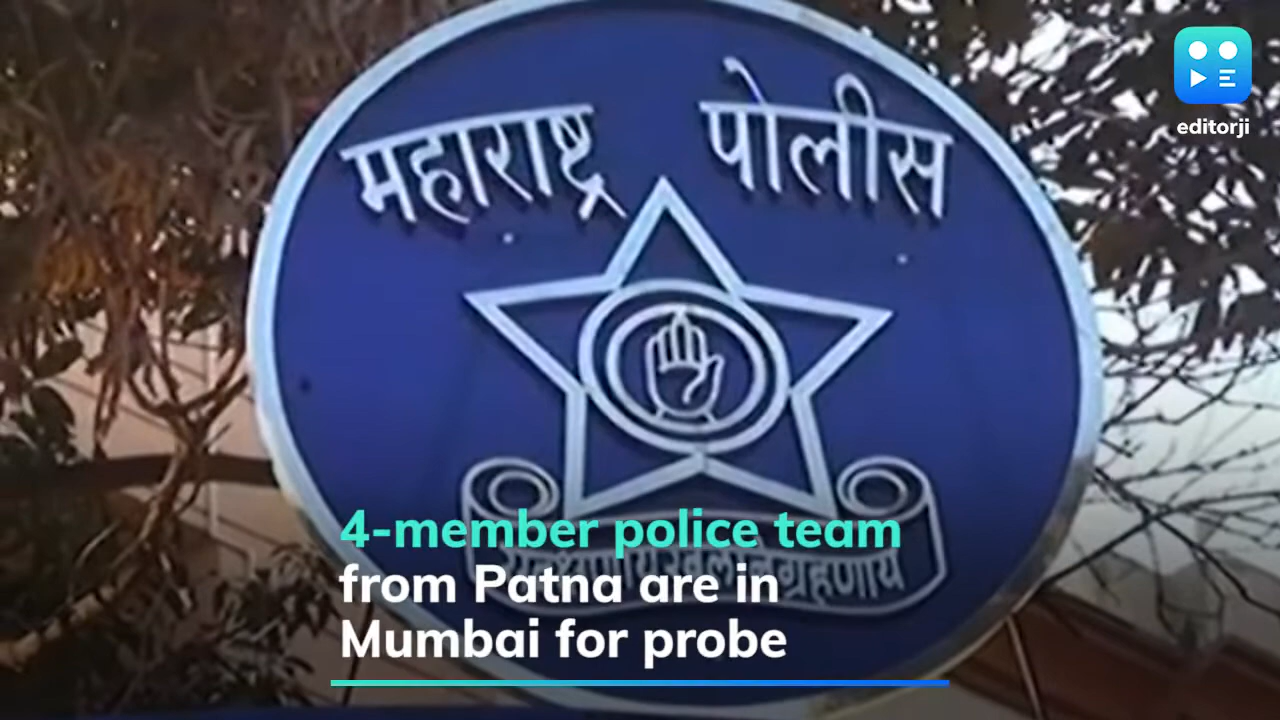 editorji
महाराष्ट्र पोलीस
4-member police team
from Patna are in
Mumbai for probe